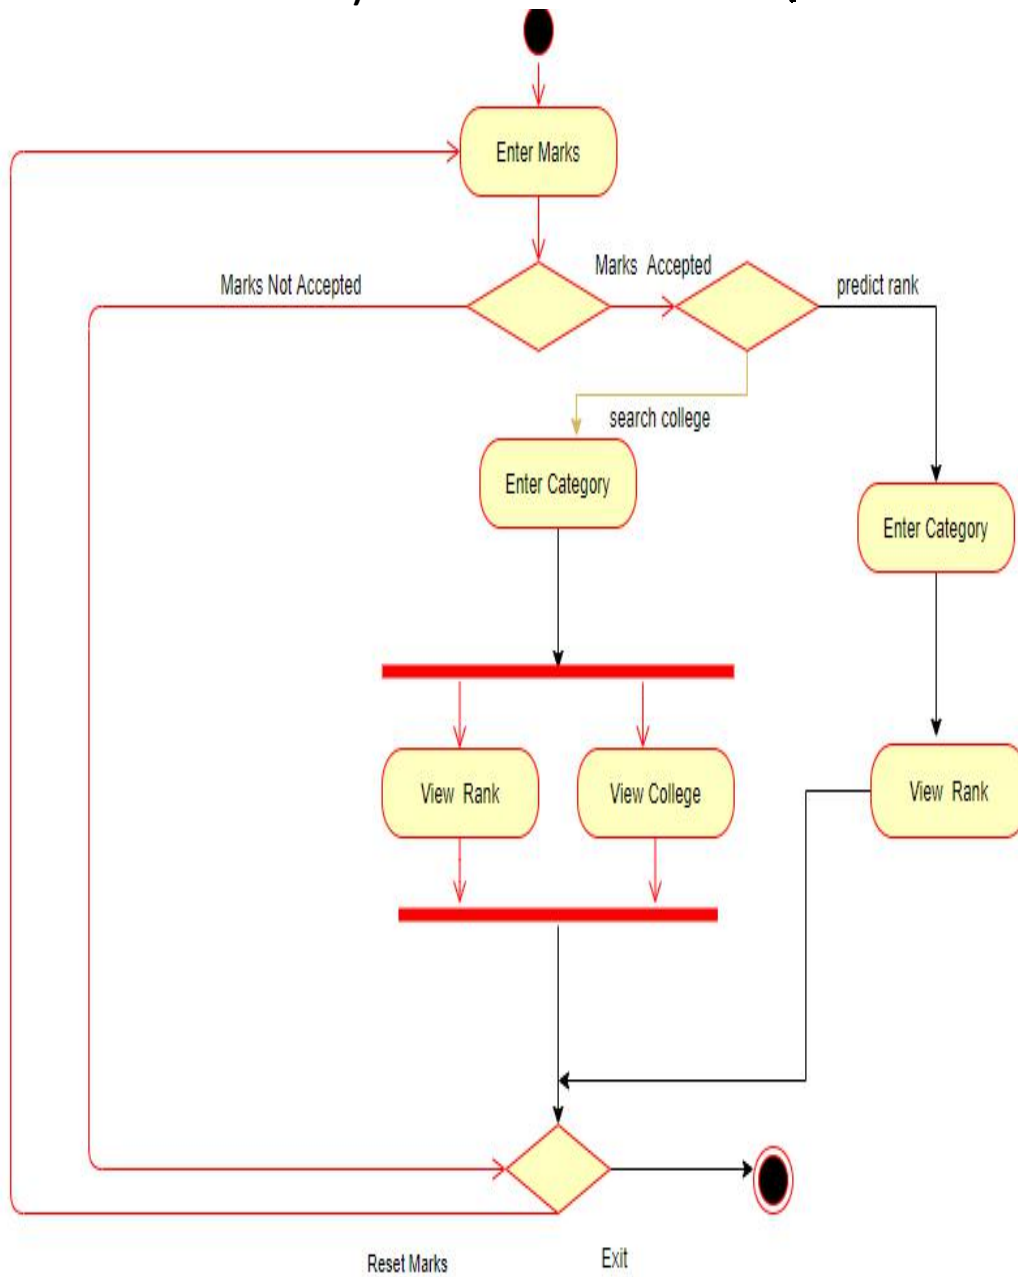 Enter Marks
Marks Not Accepted
Marks Accepted
predict rank
search college
Enter Category
Enter Category
View Rank
View College
View Rank
Reset Marks
Exit